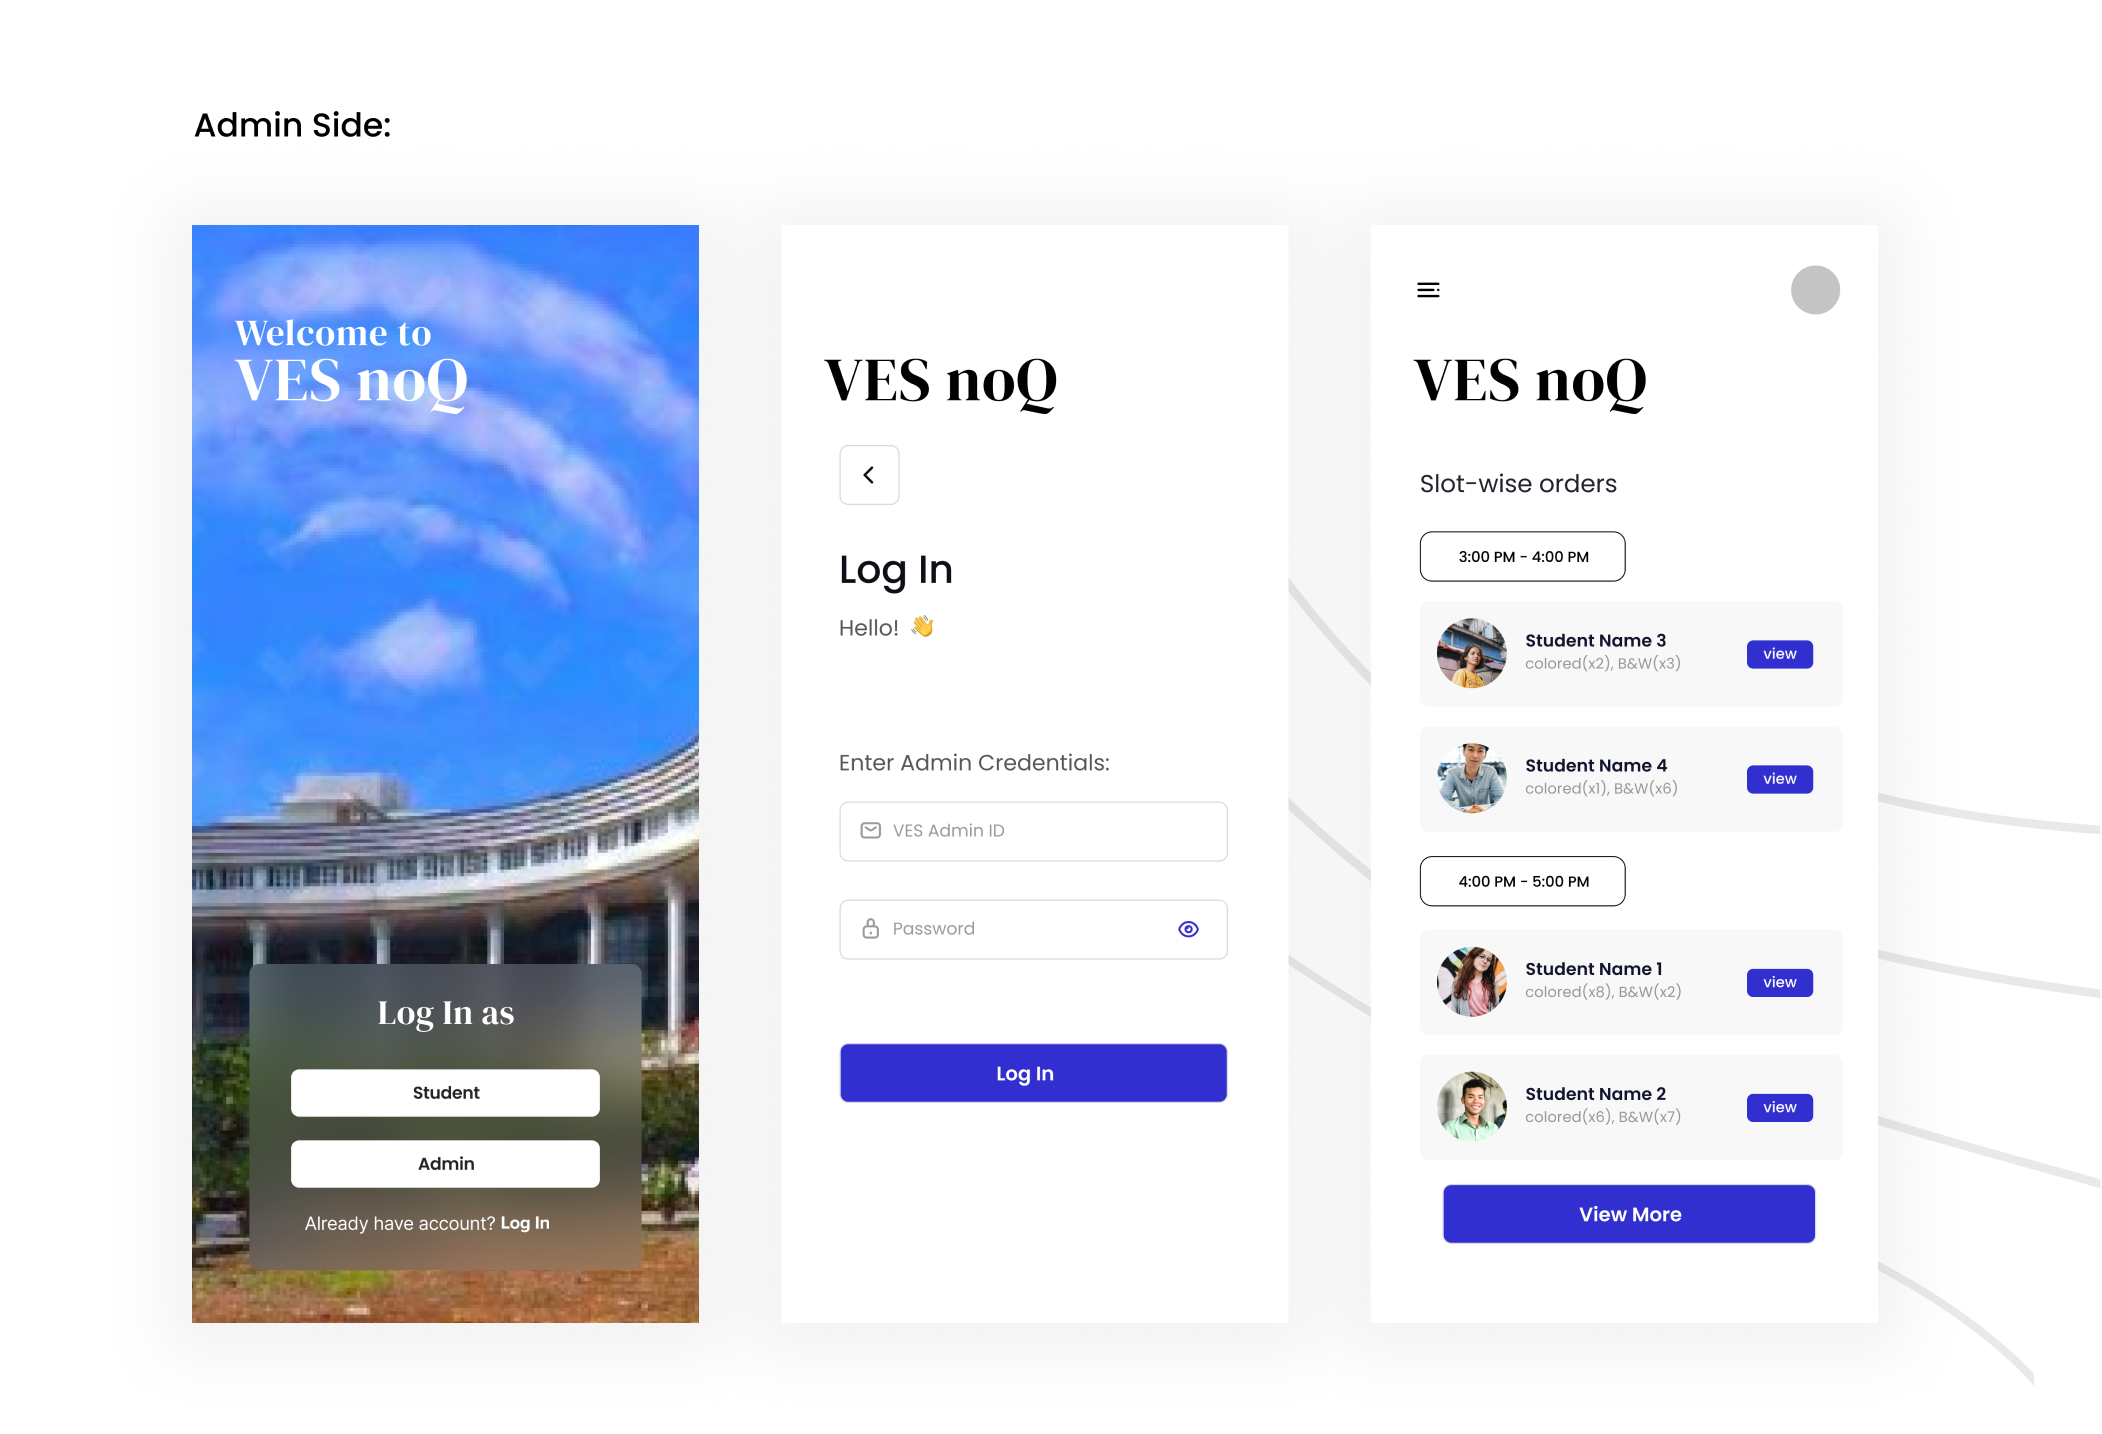 Admin Side:
Welcome to
VES noQ
Log In as
Student
Admin
Already have account? Log In
VES noQ
Log In
Hello! 👋
Enter Admin Credentials:
VES Admin ID
Password
Log In
VES noQ
Slot-wise orders
3:00 PM - 4:00 PM
Student Name 3
colored(x2), B&W(x3)
view
Student Name 4
colored(x1), B&W(x6)
view
4:00 PM - 5:00 PM
Student Name 1
colored(x8), B&W(x2)
view
Student Name 2
colored(x6), B&W(x7)
view
View More